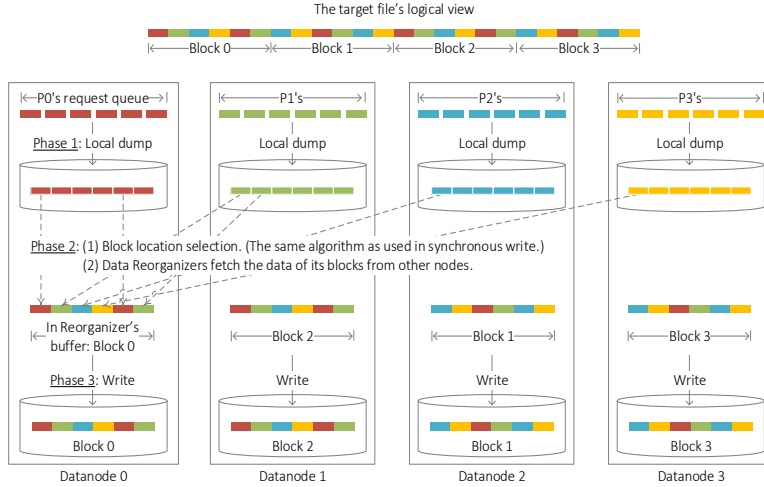 The target file's logical view
Block 0 Block 1 Block 2 Block 3
P0's request queue P1's P2's P3's
Phase 1: Local dump Local dump Local dump Local dump
Phase 2: (1) Block location selection. (The same algorithm as used in synchronous write.)
(2) Data Reorganizers fetch the data of its blocks from other nodes.
In Reorganizer's
buffer: Block 0 Block 2 Block 1 Block 3
Phase 3: Write Write Write Write
Block 0 Block 2 Block 1 Block 3
Datanode 0 Datanode 1 Datanode 2 Datanode 3